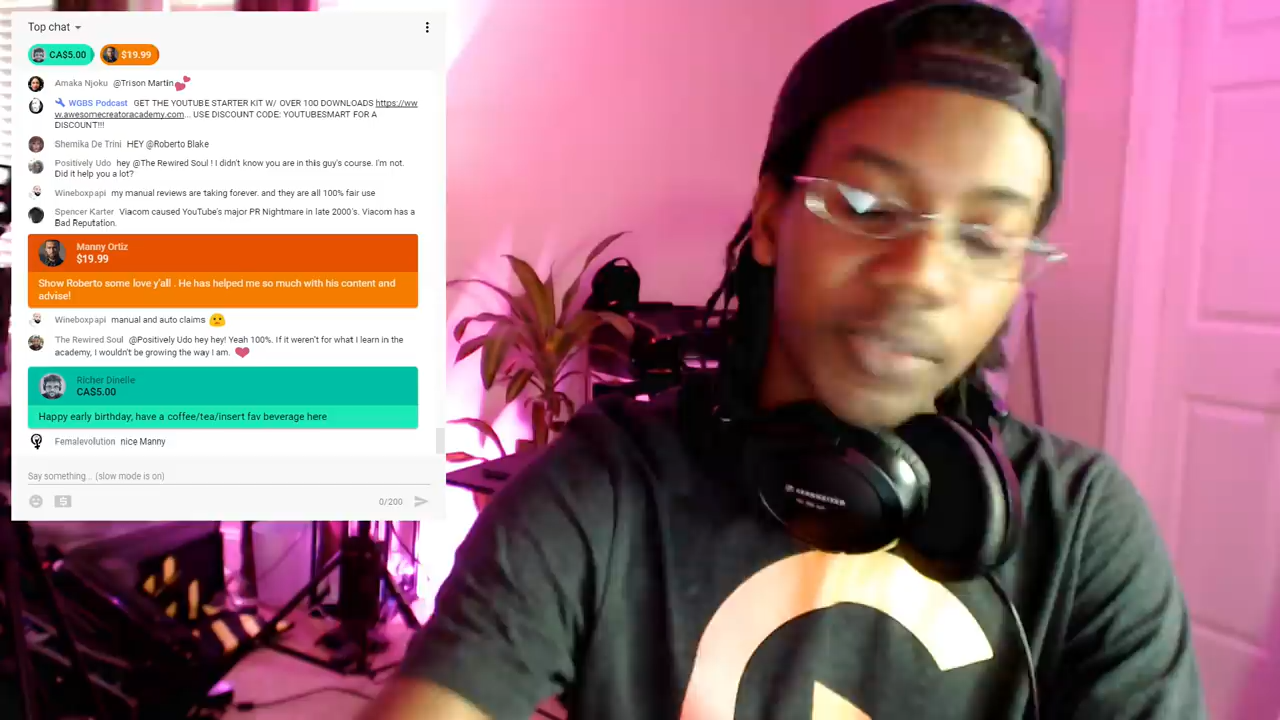 Top chat
CA$5.00 $19.99
Amaka Njoku @Trison Martin
WGBS Podcast GET THE YOUTUBE STARTER KIT W/ OVER 100 DOWNLOADS https://ww
w.awesomecreatoracademy.com... USE DISCOUNT CODE: YOUTUBESMART FOR A
DISCOUNT!!!
Shemika De Trini HEY @Roberto Blake
Positively Udo hey @The Rewired Soul ! I didn't know you are in this guy's course. I'm not.
Did it help you a lot?
Wineboxpapi my manual reviews are taking forever. and they are all 100% fair use
Spencer Karter Viacom caused YouTube's major PR Nightmare in late 2000's. Viacom has a
Bad Reputation.
Manny Ortiz
$19.99
Show Roberto some love y'all . He has helped me so much with his content and
advise!
Wineboxpapi manual and auto claims
The Rewired Soul @Positively Udo hey hey! Yeah 100%. If it weren't for what I learn in the
academy, I wouldn't be growing the way I am.
Richer Dinelle
CA$5.00
Happy early birthday, have a coffee/tea/insert fav beverage here
Femalevolution nice Manny
Say something... (slow mode is on)
0/200
SENNHEISER